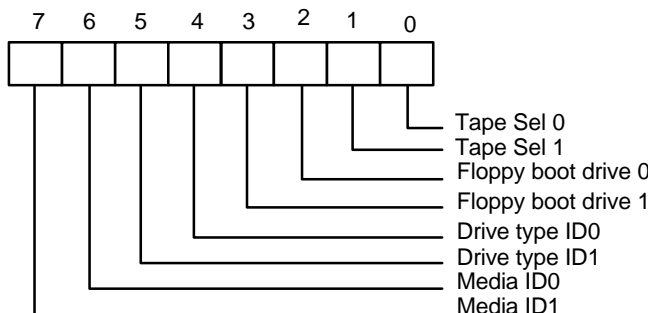 7 6 5 4 3 2 1 0
Tape Sel 0
Tape Sel 1
Floppy boot drive 0
Floppy boot drive 1
Drive type ID0
Drive type ID1
Media ID0
Media ID1